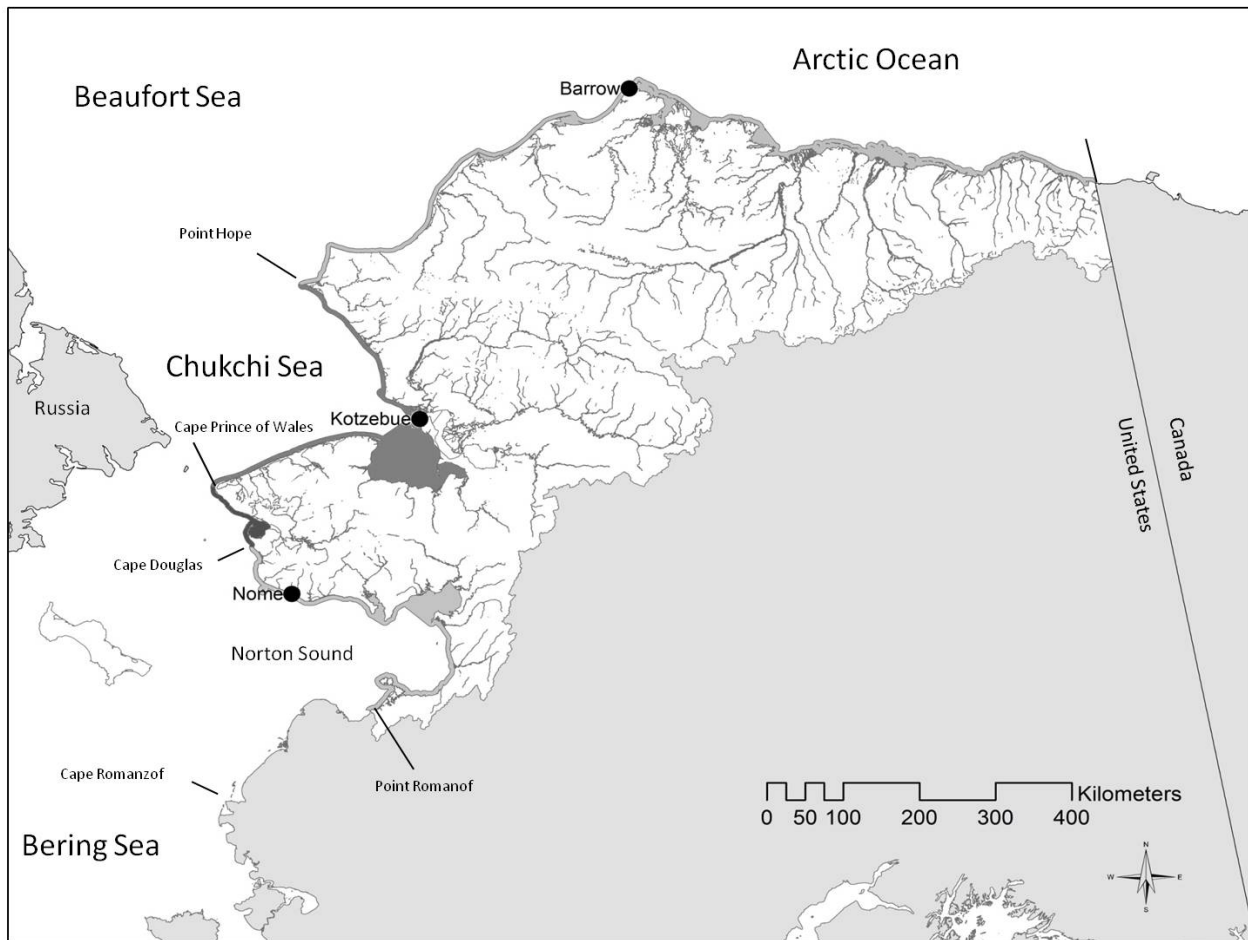 Arctic Ocean
Beaufort Sea
Barrow
Point Hope
Chukchi Sea
Russia
Kotzebue
Cape Prince of Wales
Canada
United States
Cape Douglas
Nome
Norton Sound
Cape Romanzof
Point Romanof
Bering Sea
Kilometers
0 50 100 200 300 400
N
W E
S